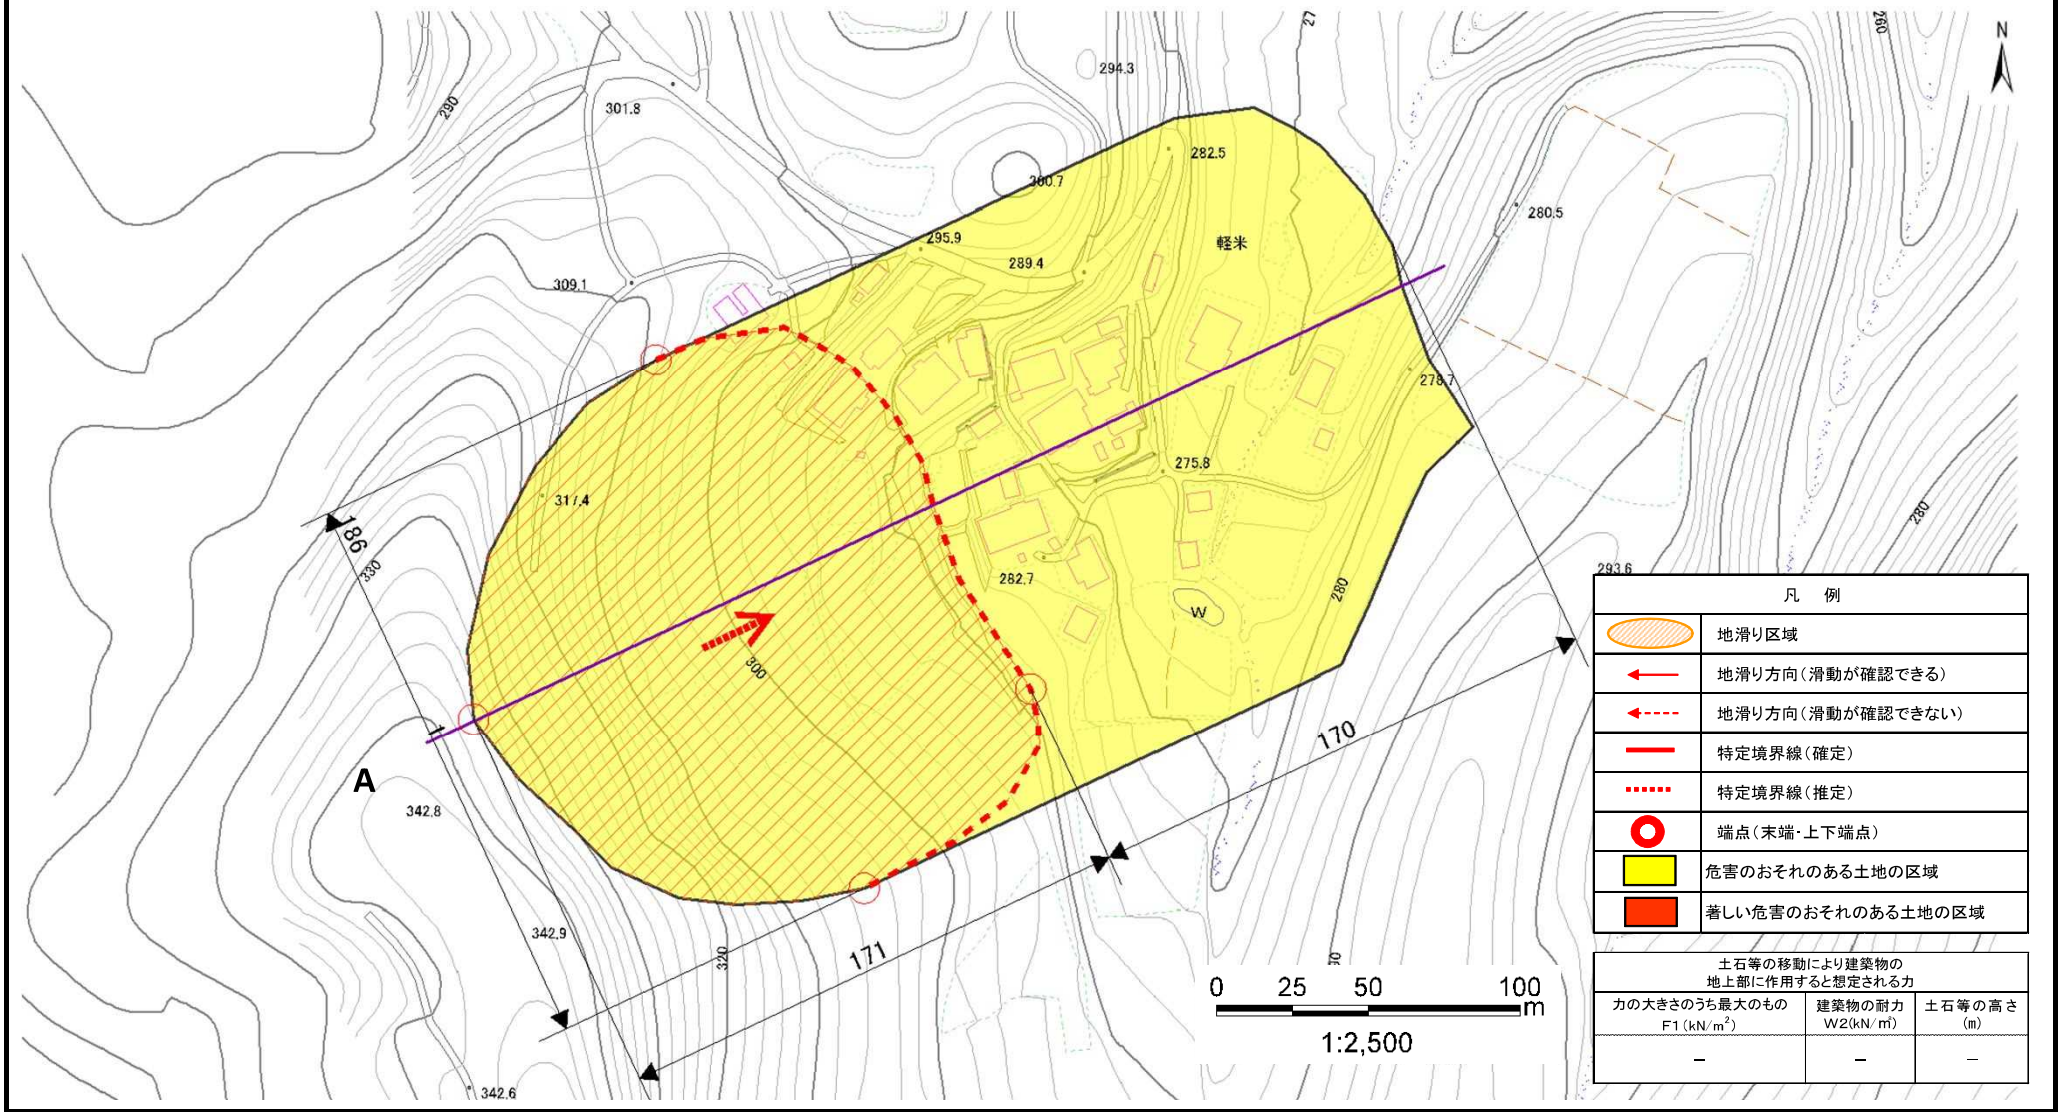 N
294.3
290
301.8
282.5
300.7
280.5
295.9
軽米
289.4
309.1
278.7
317.4
275.8
186
330
282.7
280
280
293.6
W
300
1
170
A
342.8
342.9
320
171
342.6
260
0 25 50 100
m
1:2,500
凡 例
地滑り区域
地滑り方向(滑動が確認できる)
地滑り方向(滑動が確認できない)
特定境界線(確定)
特定境界線(推定)
端点(末端・上下端点)
危害のおそれのある土地の区域
著しい危害のおそれのある土地の区域
土石等の移動により建築物の
地上部に作用すると想定される力
力の大きさのうち最大のもの
F1(kN/m²)
建築物の耐力
W2(kN/㎡)
土石等の高さ
(m)
― ― ―